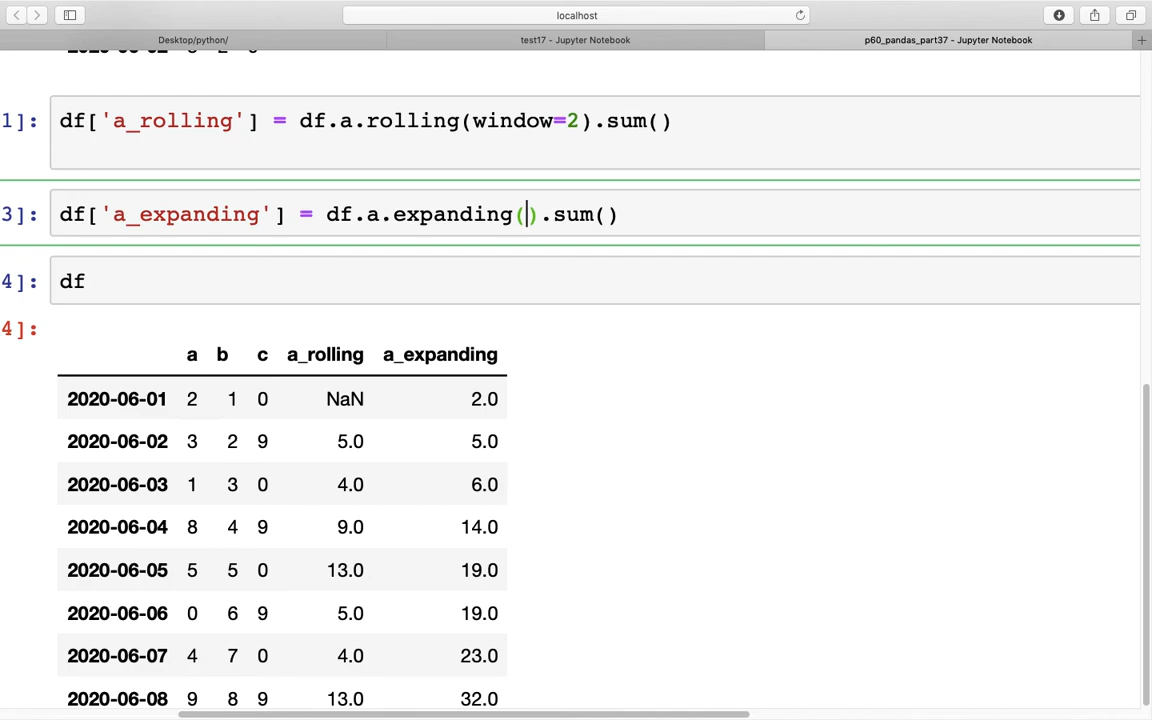 localhost
Desktop/python/
test17 - Jupyter Notebook
p60_pandas_part37 - Jupyter Notebook
1]: df['a_rolling'] = df.a.rolling(window=2).sum()
3]: df['a_expanding'] = df.a.expanding().sum()
4]: df
4]:
a b c a_rolling a_expanding
2020-06-01 2 1 0 NaN 2.0
2020-06-02 3 2 9 5.0 5.0
2020-06-03 1 3 0 4.0 6.0
2020-06-04 8 4 9 9.0 14.0
2020-06-05 5 5 0 13.0 19.0
2020-06-06 0 6 9 5.0 19.0
2020-06-07 4 7 0 4.0 23.0
2020-06-08 9 8 9 13.0 32.0